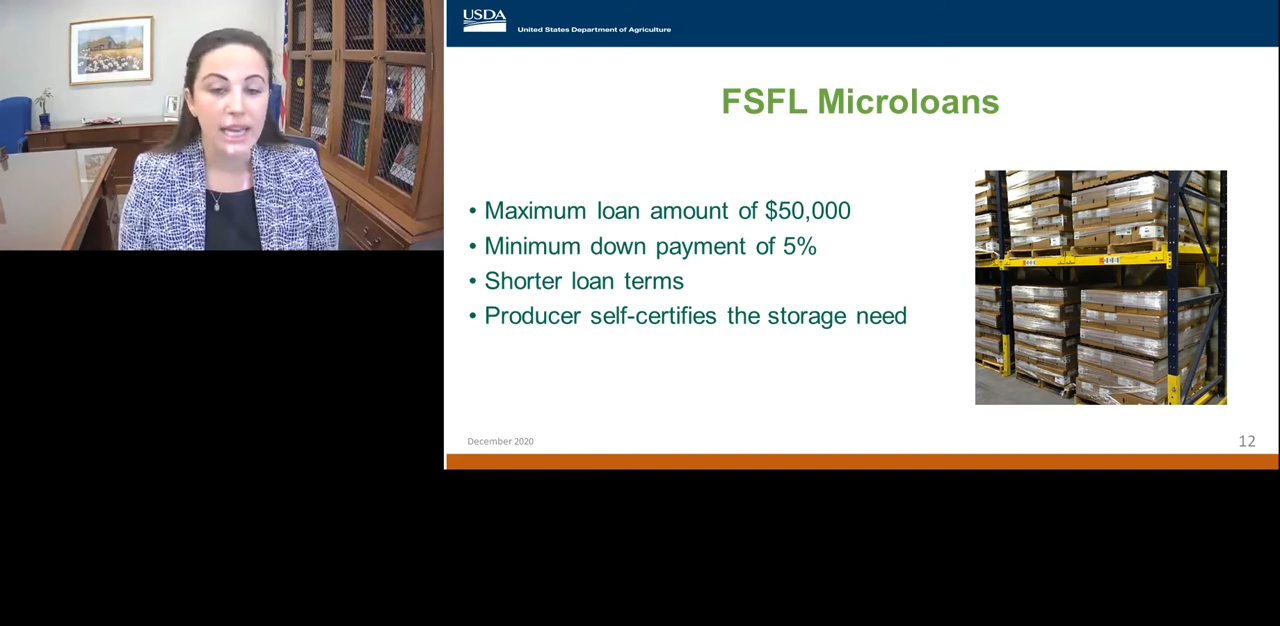 USDA
United States Department of Agriculture
FSFL Microloans
• Maximum loan amount of $50,000
• Minimum down payment of 5%
• Shorter loan terms
• Producer self-certifies the storage need
December 2020
12